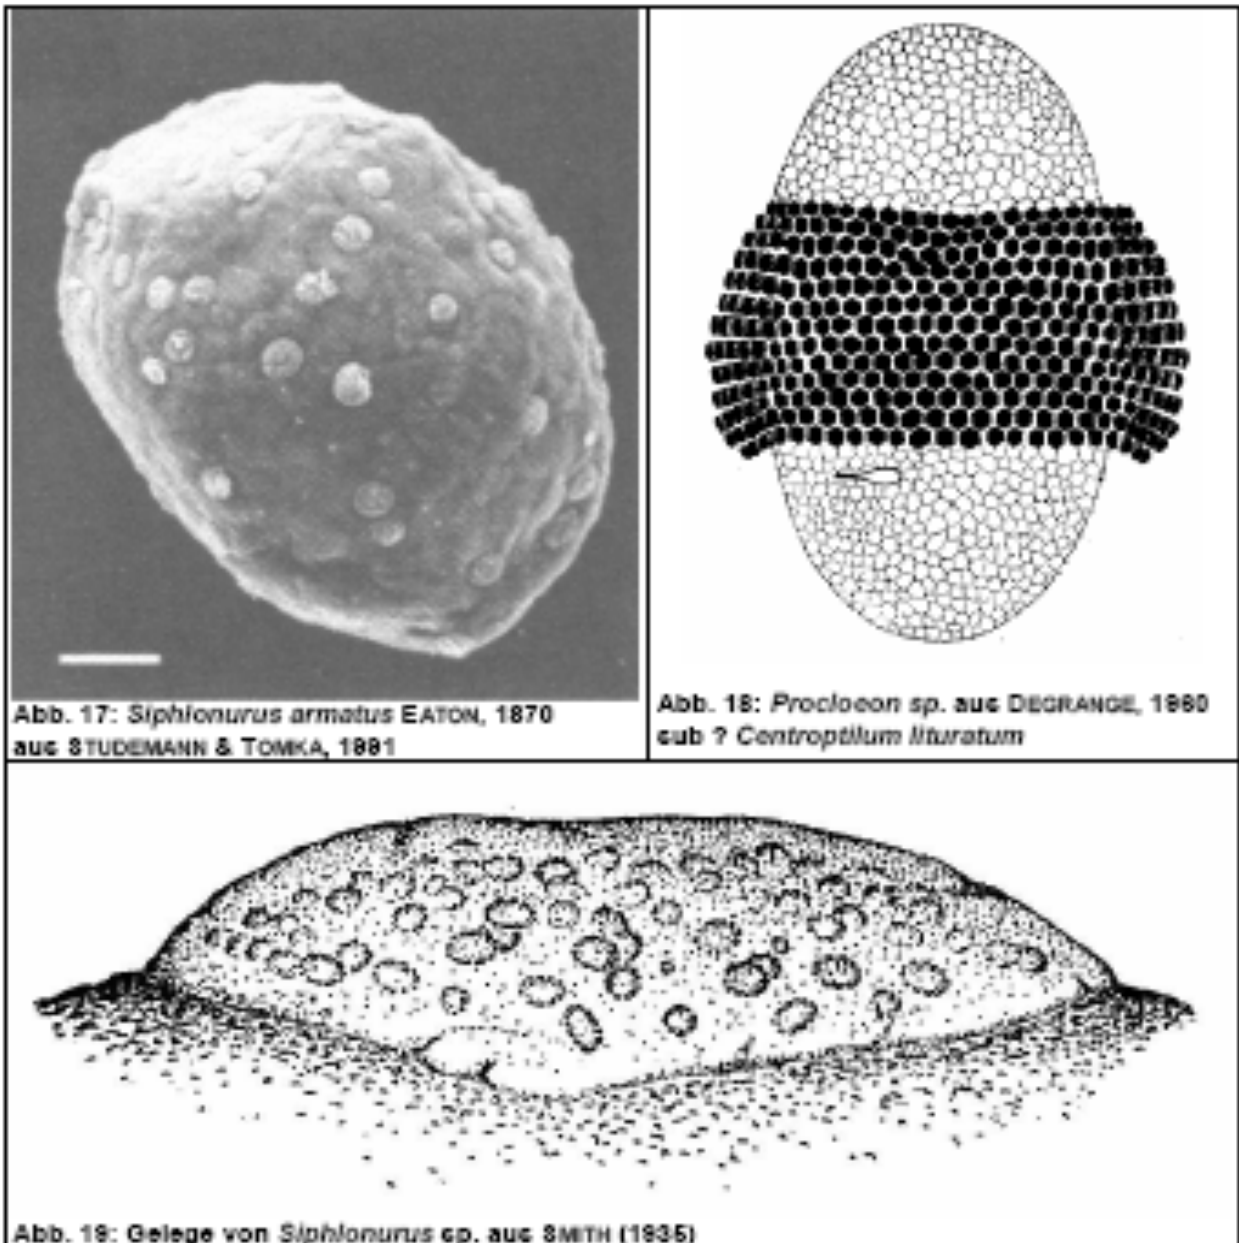 Abb. 17: Siphlonurus armatus EATON, 1870
aus STUDEMANN & TOMKA, 1991
Abb. 18: Procloeon sp. aus DEGRANGE, 1960
sub ? Centroptilum lituratum
Abb. 19: Gelege von Siphlonurus sp. aus SMITH (1935)